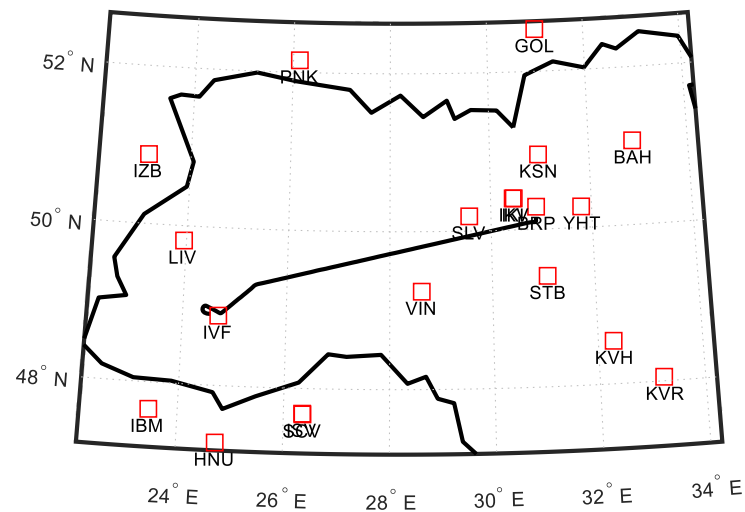 GOL
52° N
PNK
BAH
IZB
KSN
50° N
BRP
YHT
SLV
LIV
STB
VIN
IVF
KVH
48° N
KVR
IBM
HNU
24° E
26° E
28° E
30° E
32° E
34° E